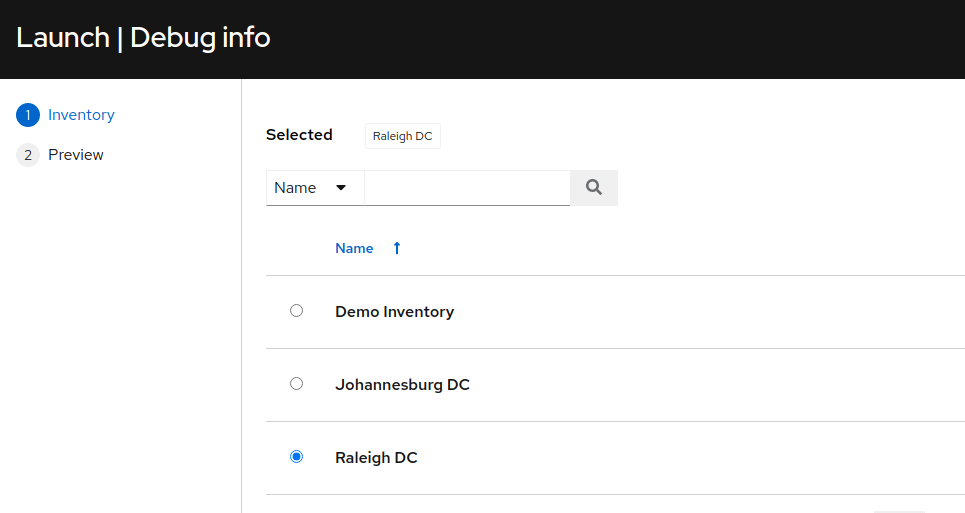 Launch | Debug info
1 Inventory
2 Preview
Selected Raleigh DC
Name
Name
Demo Inventory
Johannesburg DC
Raleigh DC